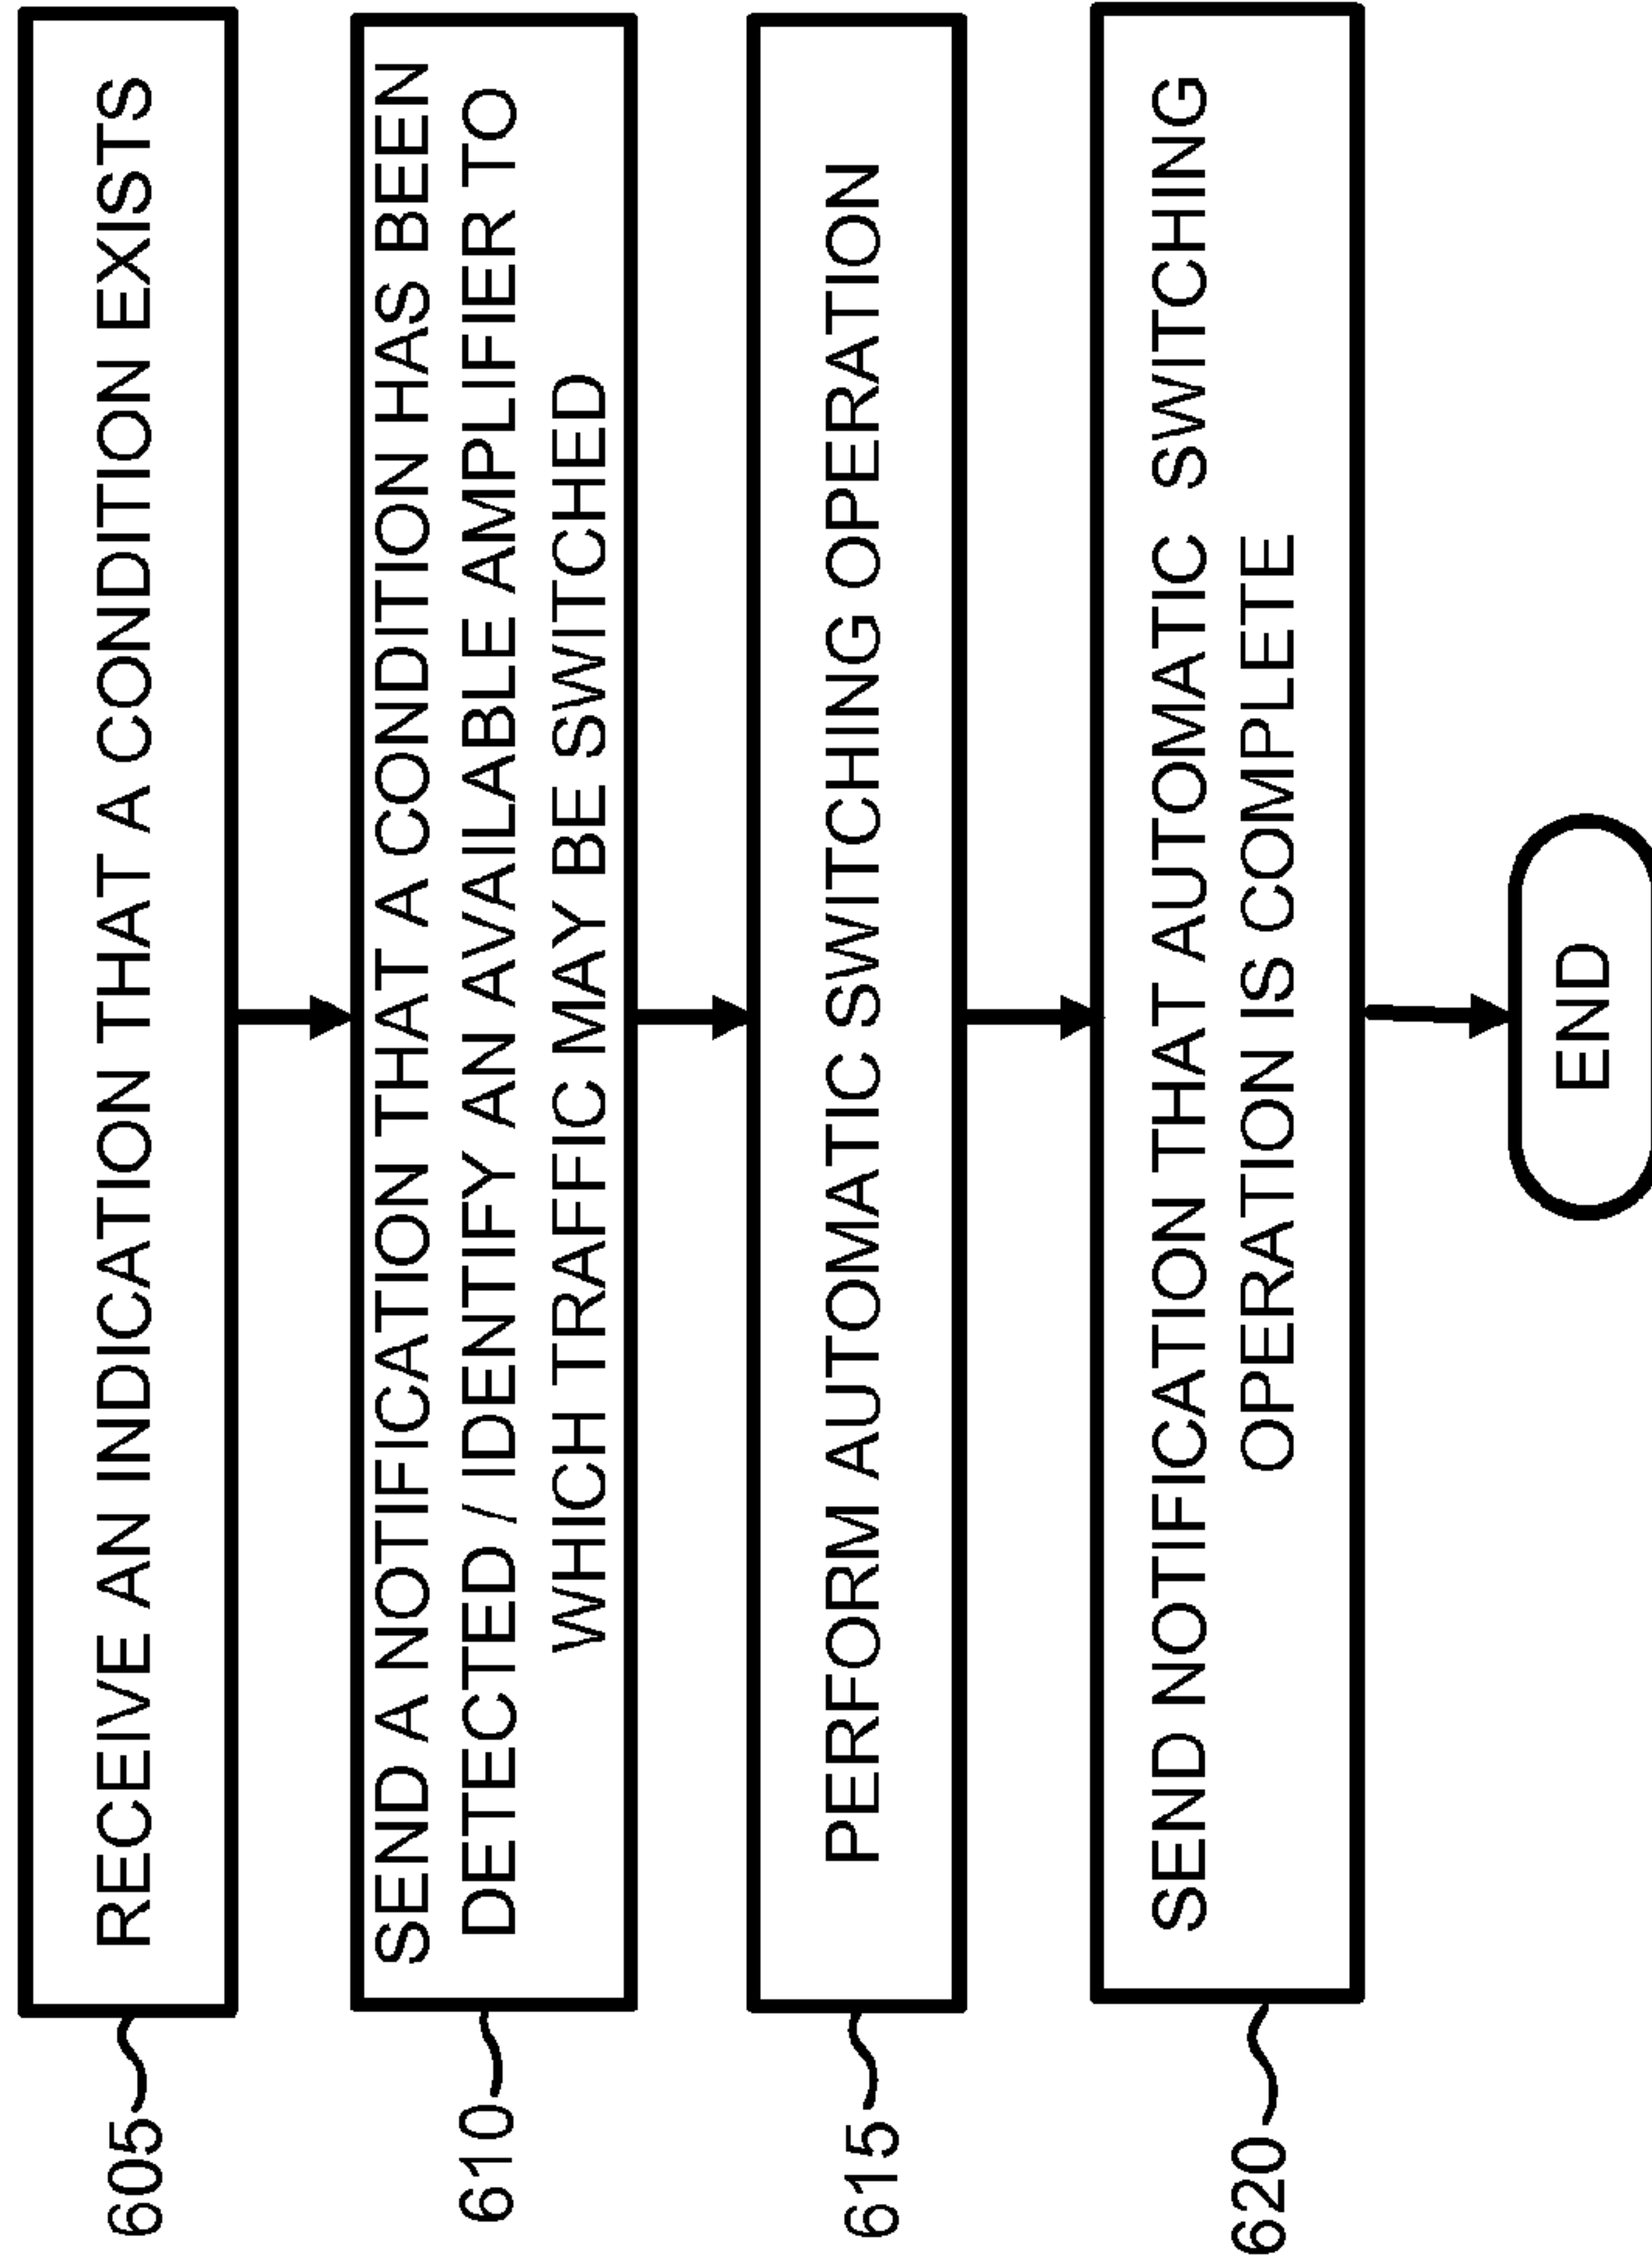 605
RECEIVE AN INDICATION THAT A CONDITION EXISTS
610
SEND A NOTIFICATION THAT A CONDITION HAS BEEN
DETECTED / IDENTIFY AN AVAILABLE AMPLIFIER TO
WHICH TRAFFIC MAY BE SWITCHED
615
PERFORM AUTOMATIC SWITCHING OPERATION
620
SEND NOTIFICATION THAT AUTOMATIC SWITCHING
OPERATION IS COMPLETE
END